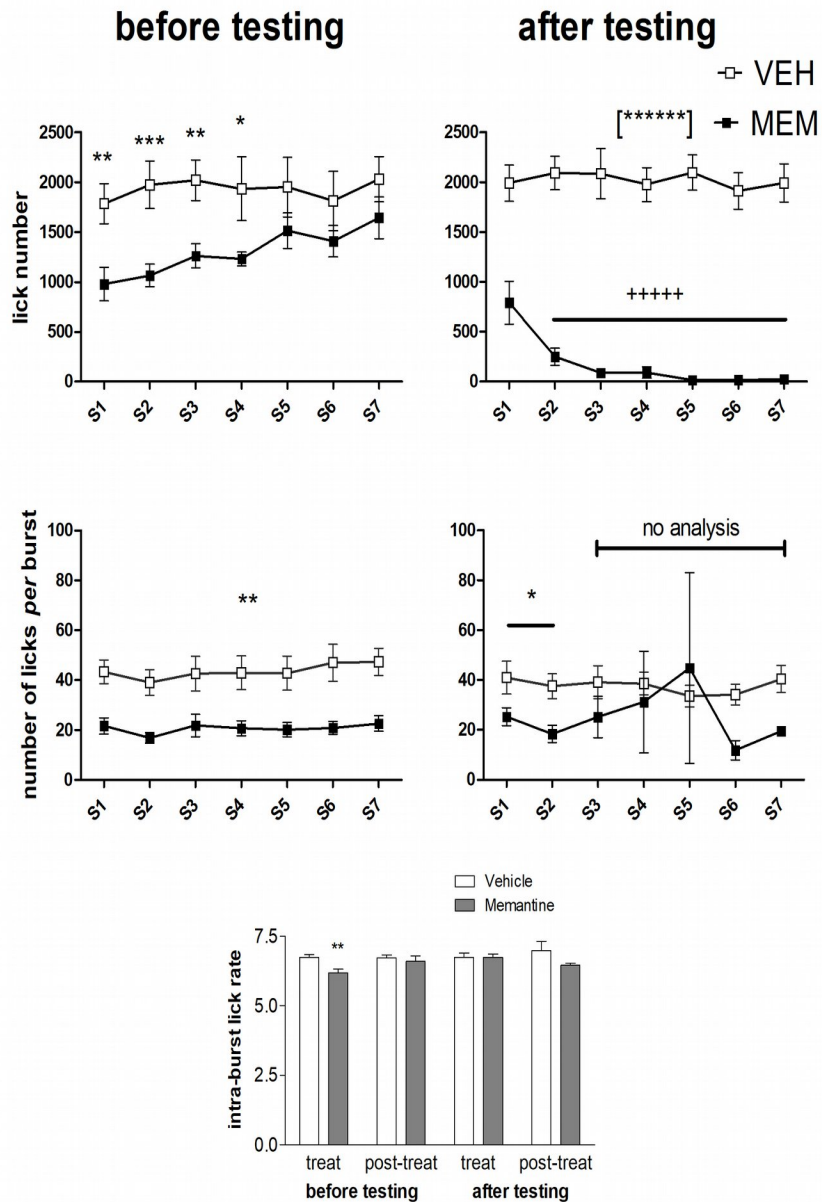 before testing
after testing
VEH
MEM
lick number
2500
2000
1500
1000
500
0
**
***
**
*
S1 S2 S3 S4 S5 S6 S7
2500
2000
1500
1000
500
0
[******]
+++++
S1 S2 S3 S4 S5 S6 S7
number of licks per burst
100
80
60
40
20
0
**
S1 S2 S3 S4 S5 S6 S7
100
80
60
40
20
0
no analysis
*
S1 S2 S3 S4 S5 S6 S7
Vehicle
Memantine
intra-burst lick rate
7.5
5.0
2.5
0.0
**
treat post-treat treat post-treat
before testing after testing